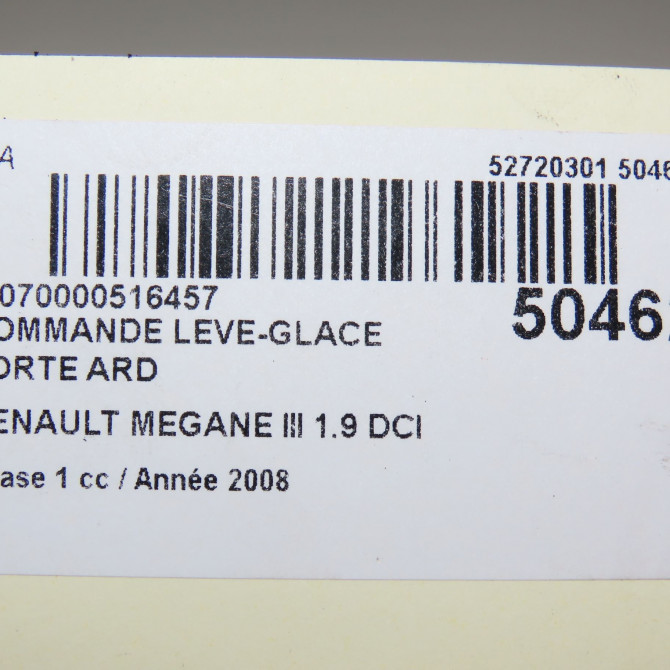 A
52720301 5046
070000516457
5046
OMMANDE LEVE-GLACE
ORTE ARD
ENAULT MEGANE III 1.9 DCI
ase 1 cc / Année 2008